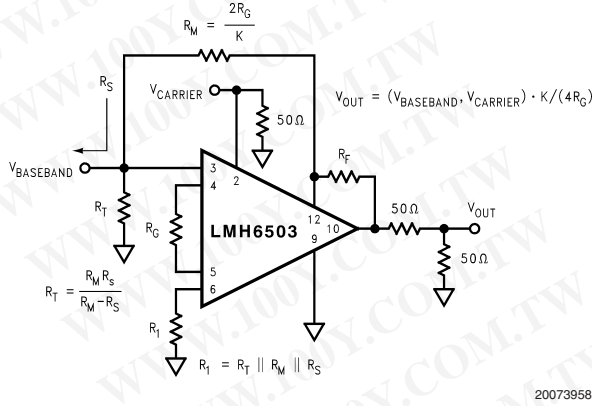 R_M = 2R_G / K
R_S
V_CARRIER
V_OUT = (V_BASEBAND, V_CARRIER) · K/(4R_G)
50Ω
V_BASEBAND
3
4
2
R_F
R_T
R_G
LMH6503
12
10
9
50Ω
V_OUT
50Ω
5
6
R_T = R_M R_s / R_M - R_S
R_1
R_1 = R_T || R_M || R_S
20073958
WWW.100Y.COM.TW